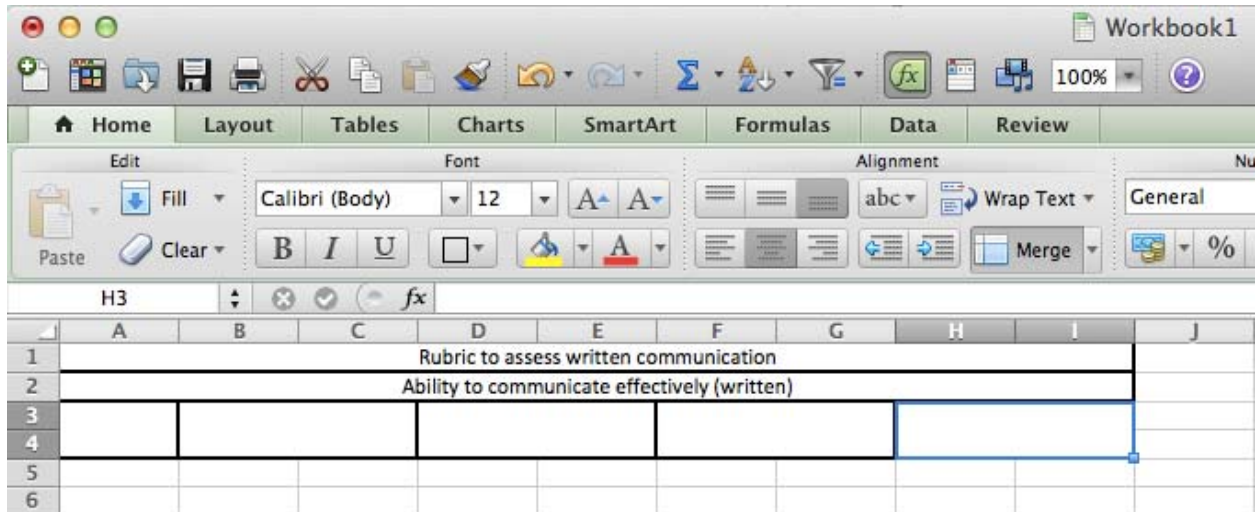 Workbook1
100%
Home Layout Tables Charts SmartArt Formulas Data Review
Edit Font Alignment Nu
Fill Calibri (Body) 12 A A abc Wrap Text General
Paste Clear B I U A Merge %
H3 fx
A B C D E F G H I J
1 Rubric to assess written communication
2 Ability to communicate effectively (written)
3
4
5
6